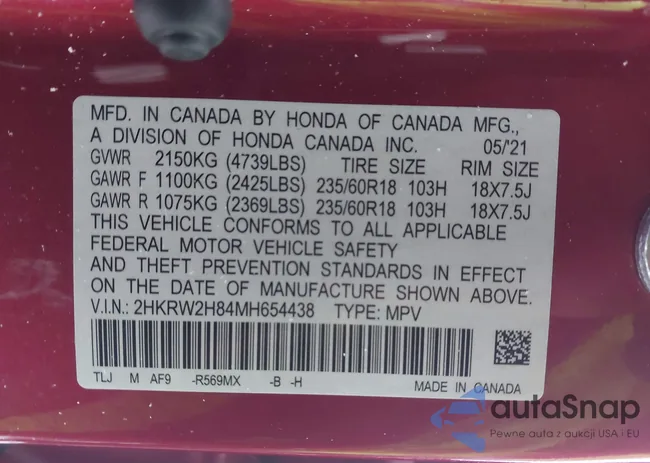 MFD. IN CANADA BY HONDA OF CANADA MFG.,
A DIVISION OF HONDA CANADA INC. 05/'21
GVWR 2150KG (4739LBS) TIRE SIZE RIM SIZE
GAWR F 1100KG (2425LBS) 235/60R18 103H 18X7.5J
GAWR R 1075KG (2369LBS) 235/60R18 103H 18X7.5J
THIS VEHICLE CONFORMS TO ALL APPLICABLE
FEDERAL MOTOR VEHICLE SAFETY
AND THEFT PREVENTION STANDARDS IN EFFECT
ON THE DATE OF MANUFACTURE SHOWN ABOVE.
V.I.N.: 2HKRW2H84MH654438 TYPE: MPV
TLJ M AF9 -R569MX -B -H
MADE IN CANADA
autaSnap
Pewne auta z aukcji USA i EU